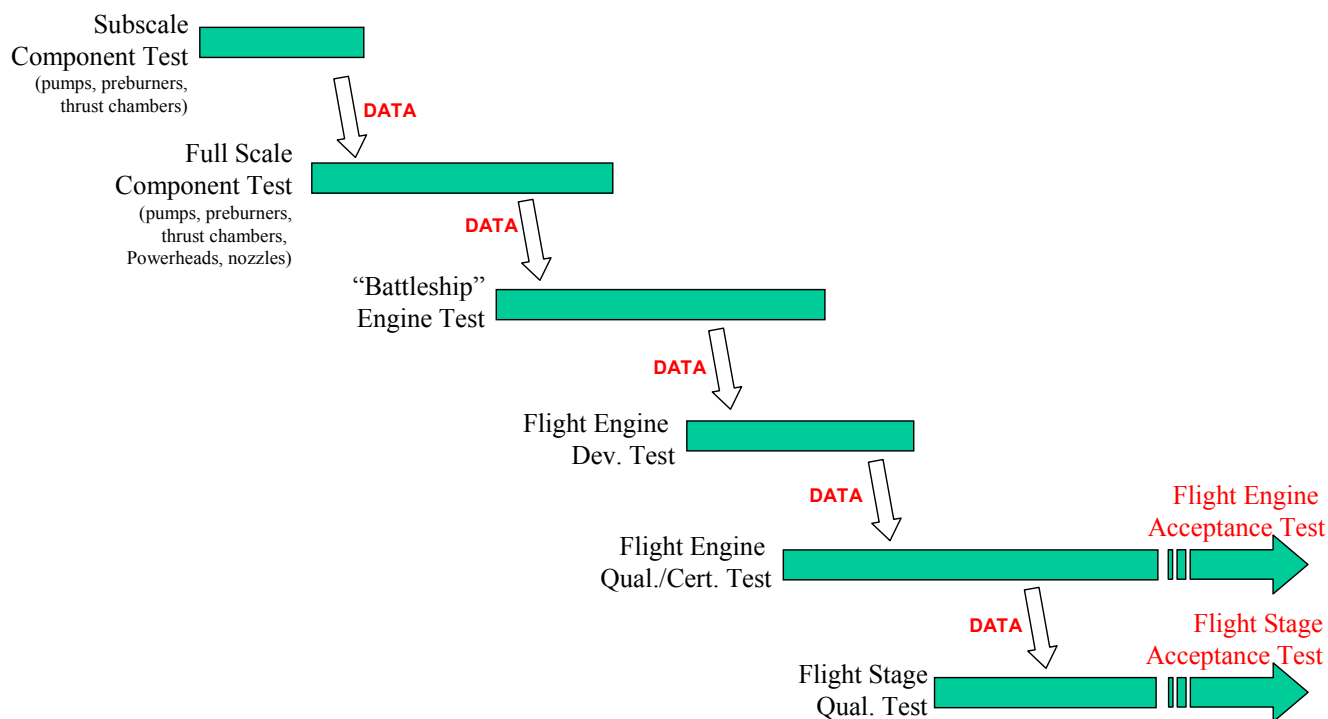 Subscale
Component Test
(pumps, preburners,
thrust chambers)
DATA
Full Scale
Component Test
(pumps, preburners,
thrust chambers,
Powerheads, nozzles)
DATA
“Battleship”
Engine Test
DATA
Flight Engine
Dev. Test
DATA
Flight Engine
Qual./Cert. Test
Flight Engine
Acceptance Test
DATA
Flight Stage
Qual. Test
Flight Stage
Acceptance Test